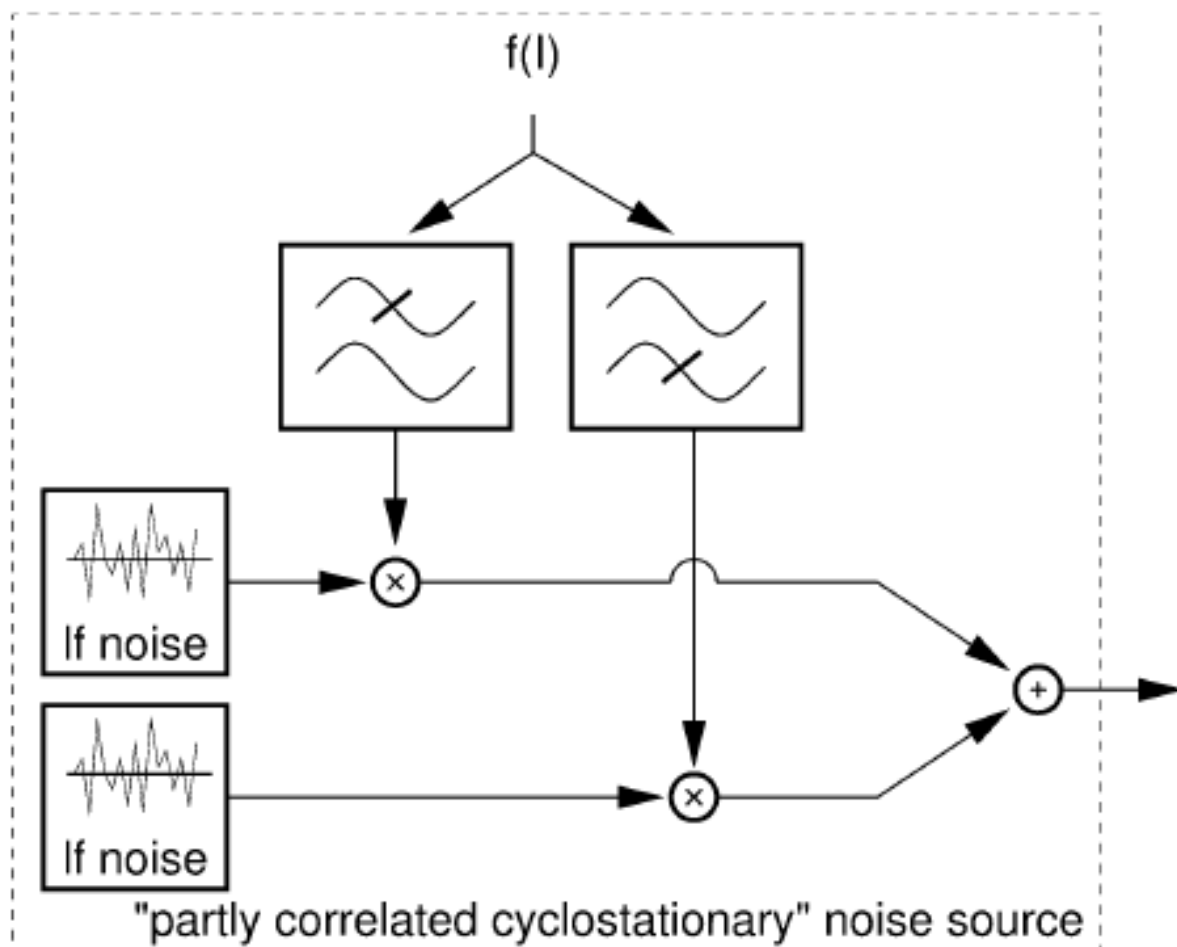 f(I)
lf noise
lf noise
"partly correlated cyclostationary" noise source